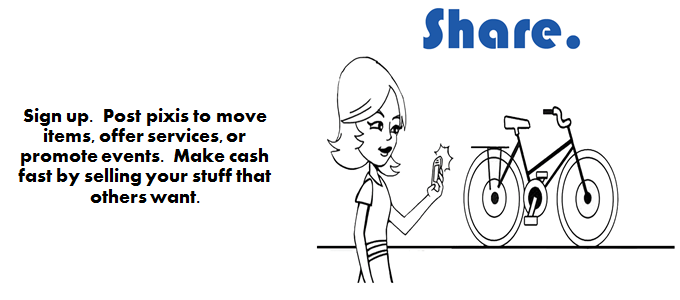 Share.
Sign up. Post pixis to move
items, offer services, or
promote events. Make cash
fast by selling your stuff that
others want.